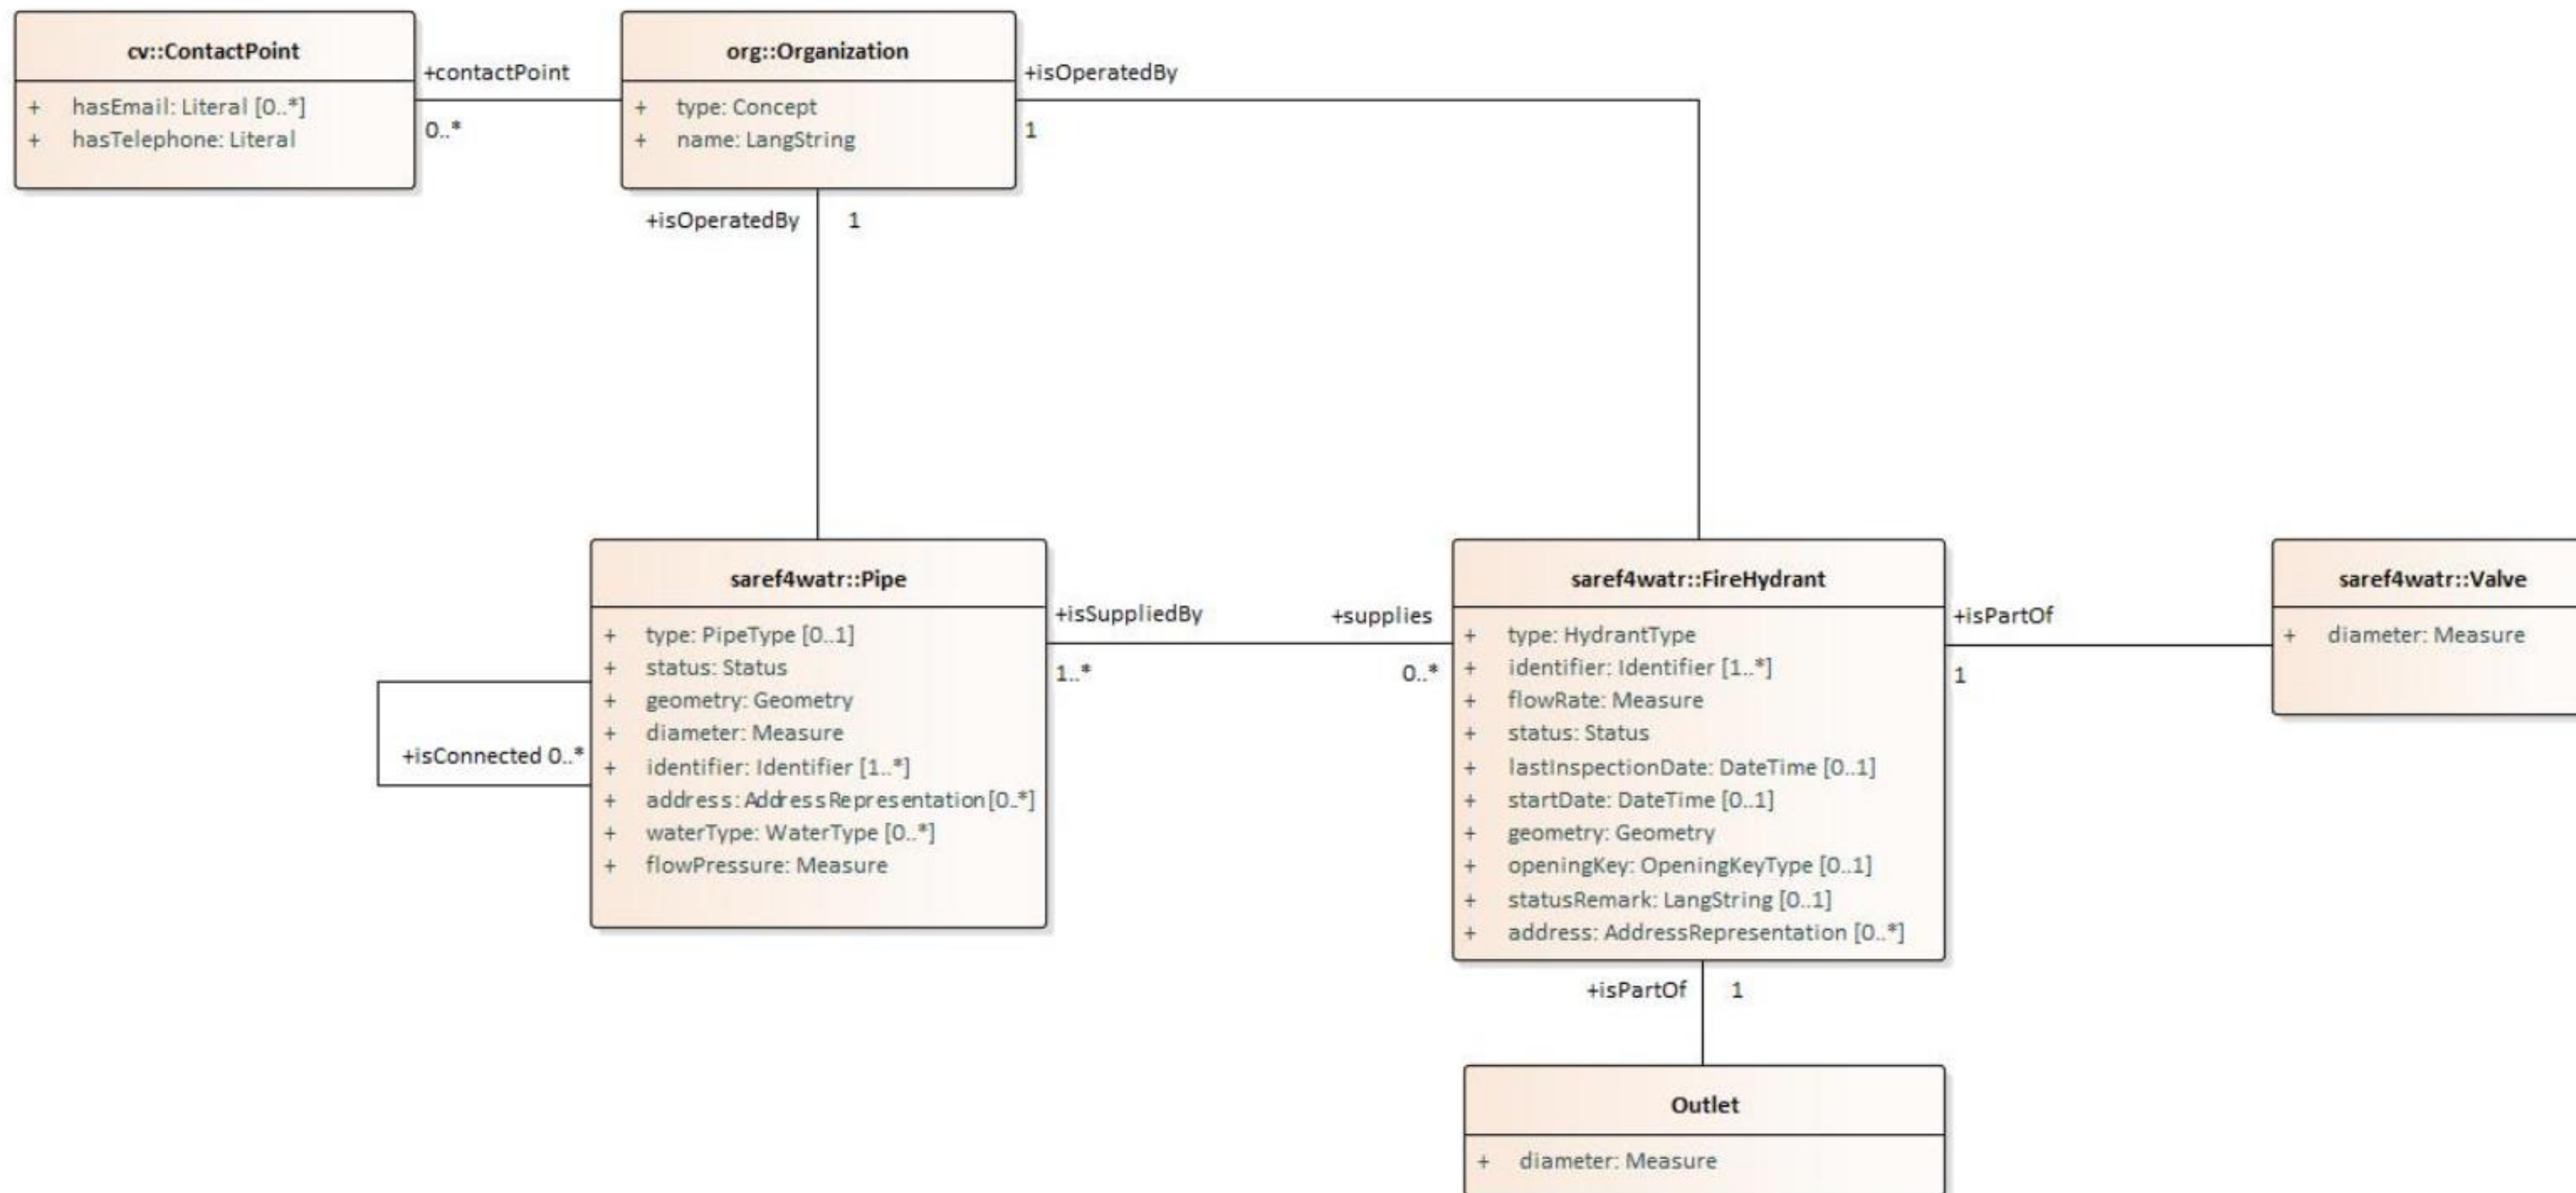 cv::ContactPoint
+ hasEmail: Literal [0..*]
+ hasTelephone: Literal
+contactPoint
0..*
org::Organization
+ type: Concept
+ name: LangString
+isOperatedBy
1
+isOperatedBy 1
saref4watr::Pipe
+ type: PipeType [0..1]
+ status: Status
+ geometry: Geometry
+ diameter: Measure
+ identifier: Identifier [1..*]
+ address: AddressRepresentation [0..*]
+ waterType: WaterType [0..*]
+ flowPressure: Measure
+isConnected 0..*
+isSuppliedBy
1..*
+supplies
0..*
saref4watr::FireHydrant
+ type: HydrantType
+ identifier: Identifier [1..*]
+ flowRate: Measure
+ status: Status
+ lastInspectionDate: DateTime [0..1]
+ startDate: DateTime [0..1]
+ geometry: Geometry
+ openingKey: OpeningKeyType [0..1]
+ statusRemark: LangString [0..1]
+ address: AddressRepresentation [0..*]
+isPartOf
1
saref4watr::Valve
+ diameter: Measure
+isPartOf 1
Outlet
+ diameter: Measure